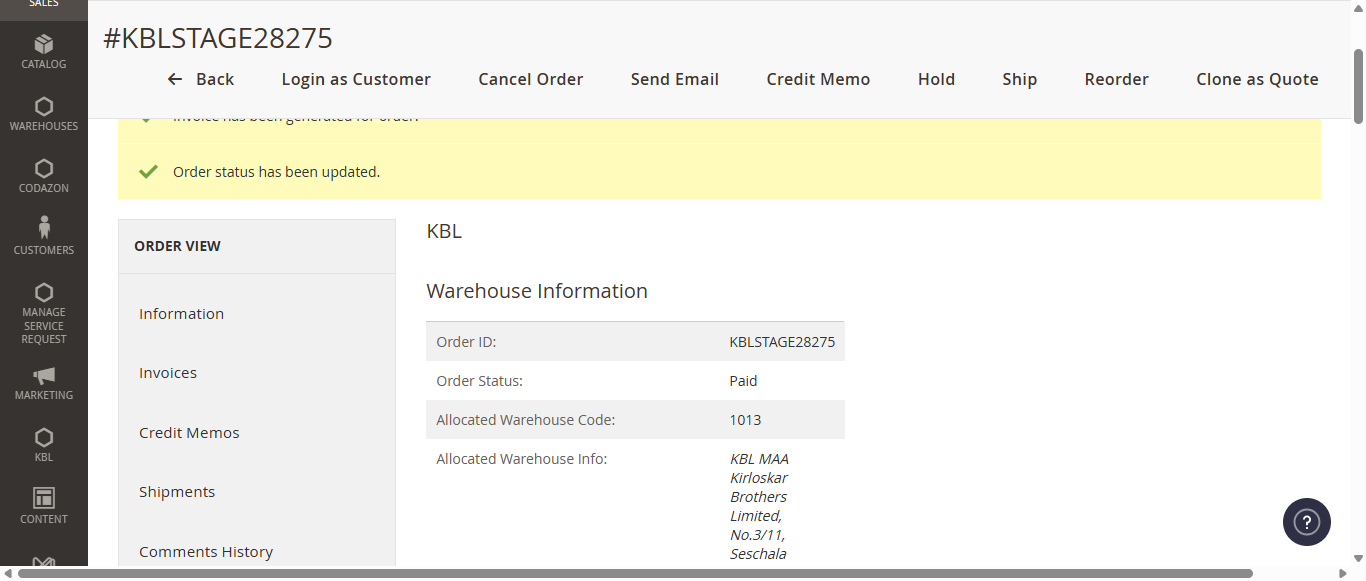 SALES
#KBLSTAGE28275
Back Login as Customer Cancel Order Send Email Credit Memo Hold Ship Reorder Clone as Quote
CATALOG
WAREHOUSES
CODAZON
CUSTOMERS
MANAGE
SERVICE
REQUEST
MARKETING
KBL
CONTENT
Invoice has been generated for order.
Order status has been updated.
ORDER VIEW
Information
Invoices
Credit Memos
Shipments
Comments History
KBL
Warehouse Information
Order ID: KBLSTAGE28275
Order Status: Paid
Allocated Warehouse Code: 1013
Allocated Warehouse Info: KBL MAA
Kirloskar
Brothers
Limited,
No.3/11,
Seschala
?